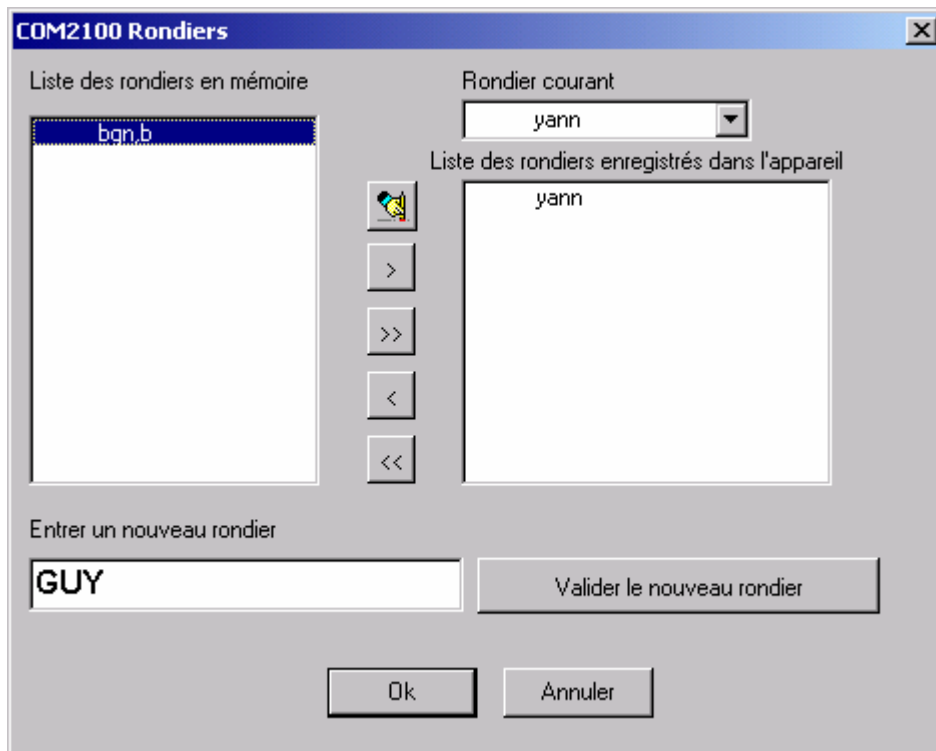 COM2100 Rondiers
Liste des rondiers en mémoire
bgn,b
Rondier courant
yann
Liste des rondiers enregistrés dans l'appareil
yann
>
>>
<
<<
Entrer un nouveau rondier
GUY
Valider le nouveau rondier
Ok
Annuler